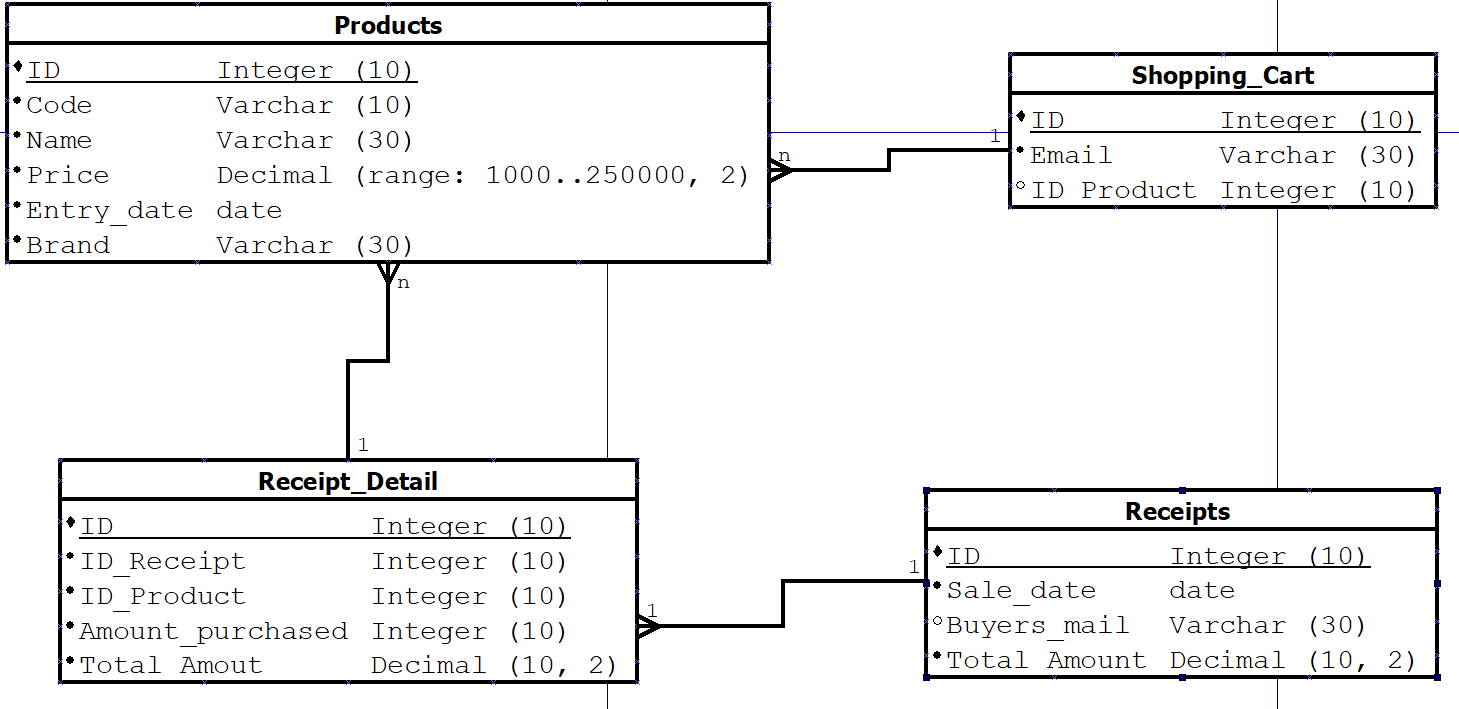 Products
ID Integer (10)
Code Varchar (10)
Name Varchar (30)
Price Decimal (range: 1000..250000, 2)
Entry_date date
Brand Varchar (30)
Shopping_Cart
ID Integer (10)
Email Varchar (30)
ID Product Integer (10)
n
1
n
1
Receipt_Detail
ID Integer (10)
ID_Receipt Integer (10)
ID_Product Integer (10)
Amount_purchased Integer (10)
Total Amout Decimal (10, 2)
1
1
Receipts
ID Integer (10)
Sale_date date
Buyers_mail Varchar (30)
Total Amount Decimal (10, 2)